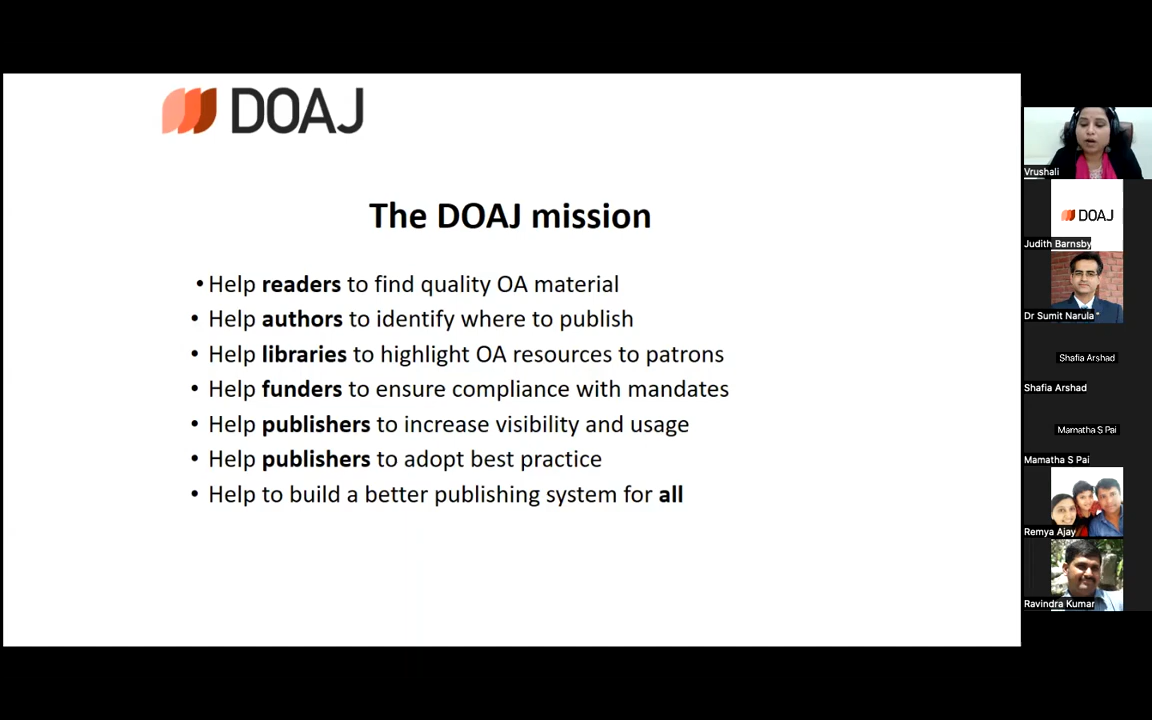 DOAJ
The DOAJ mission
• Help readers to find quality OA material
• Help authors to identify where to publish
• Help libraries to highlight OA resources to patrons
• Help funders to ensure compliance with mandates
• Help publishers to increase visibility and usage
• Help publishers to adopt best practice
• Help to build a better publishing system for all
Vrushali
DOAJ
Judith Barnsby
Dr Sumit Narula
Shafia Arshad
Shafia Arshad
Mamatha S Pai
Mamatha S Pai
Remya Ajay
Ravindra Kumar